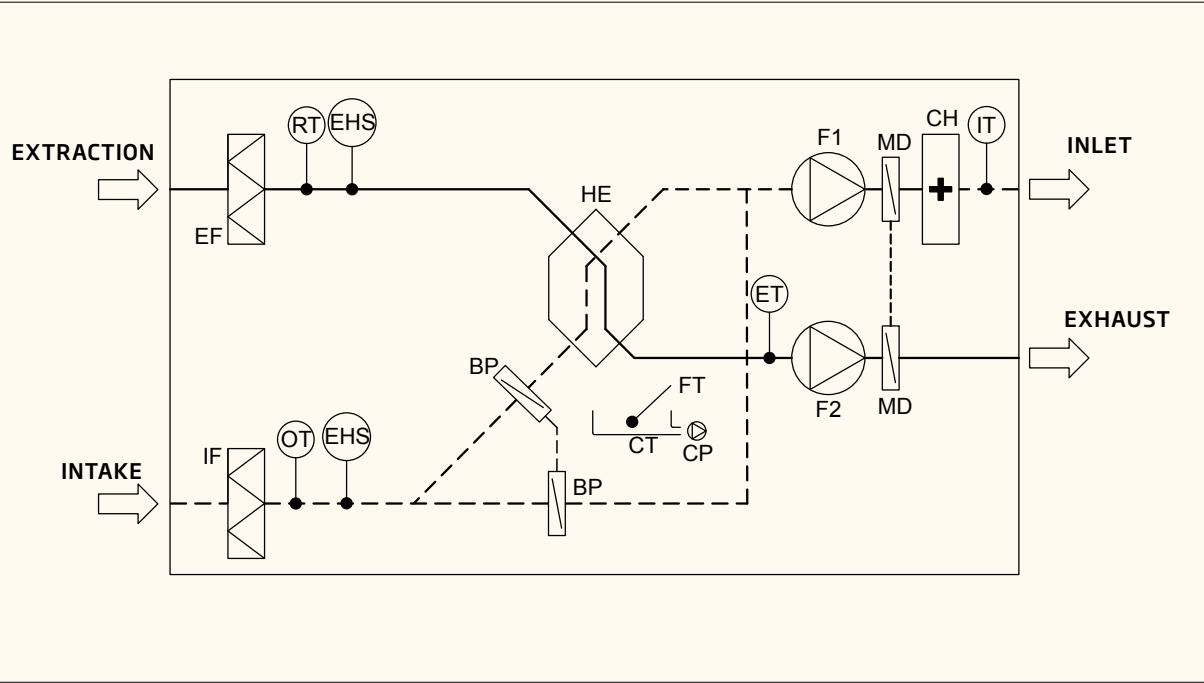 CH
IT
F1
MD
INLET
RT
EHS
EXTRACTION
HE
EF
ET
EXHAUST
BP
FT
F2
MD
CT
CP
OT
EHS
IF
INTAKE
BP